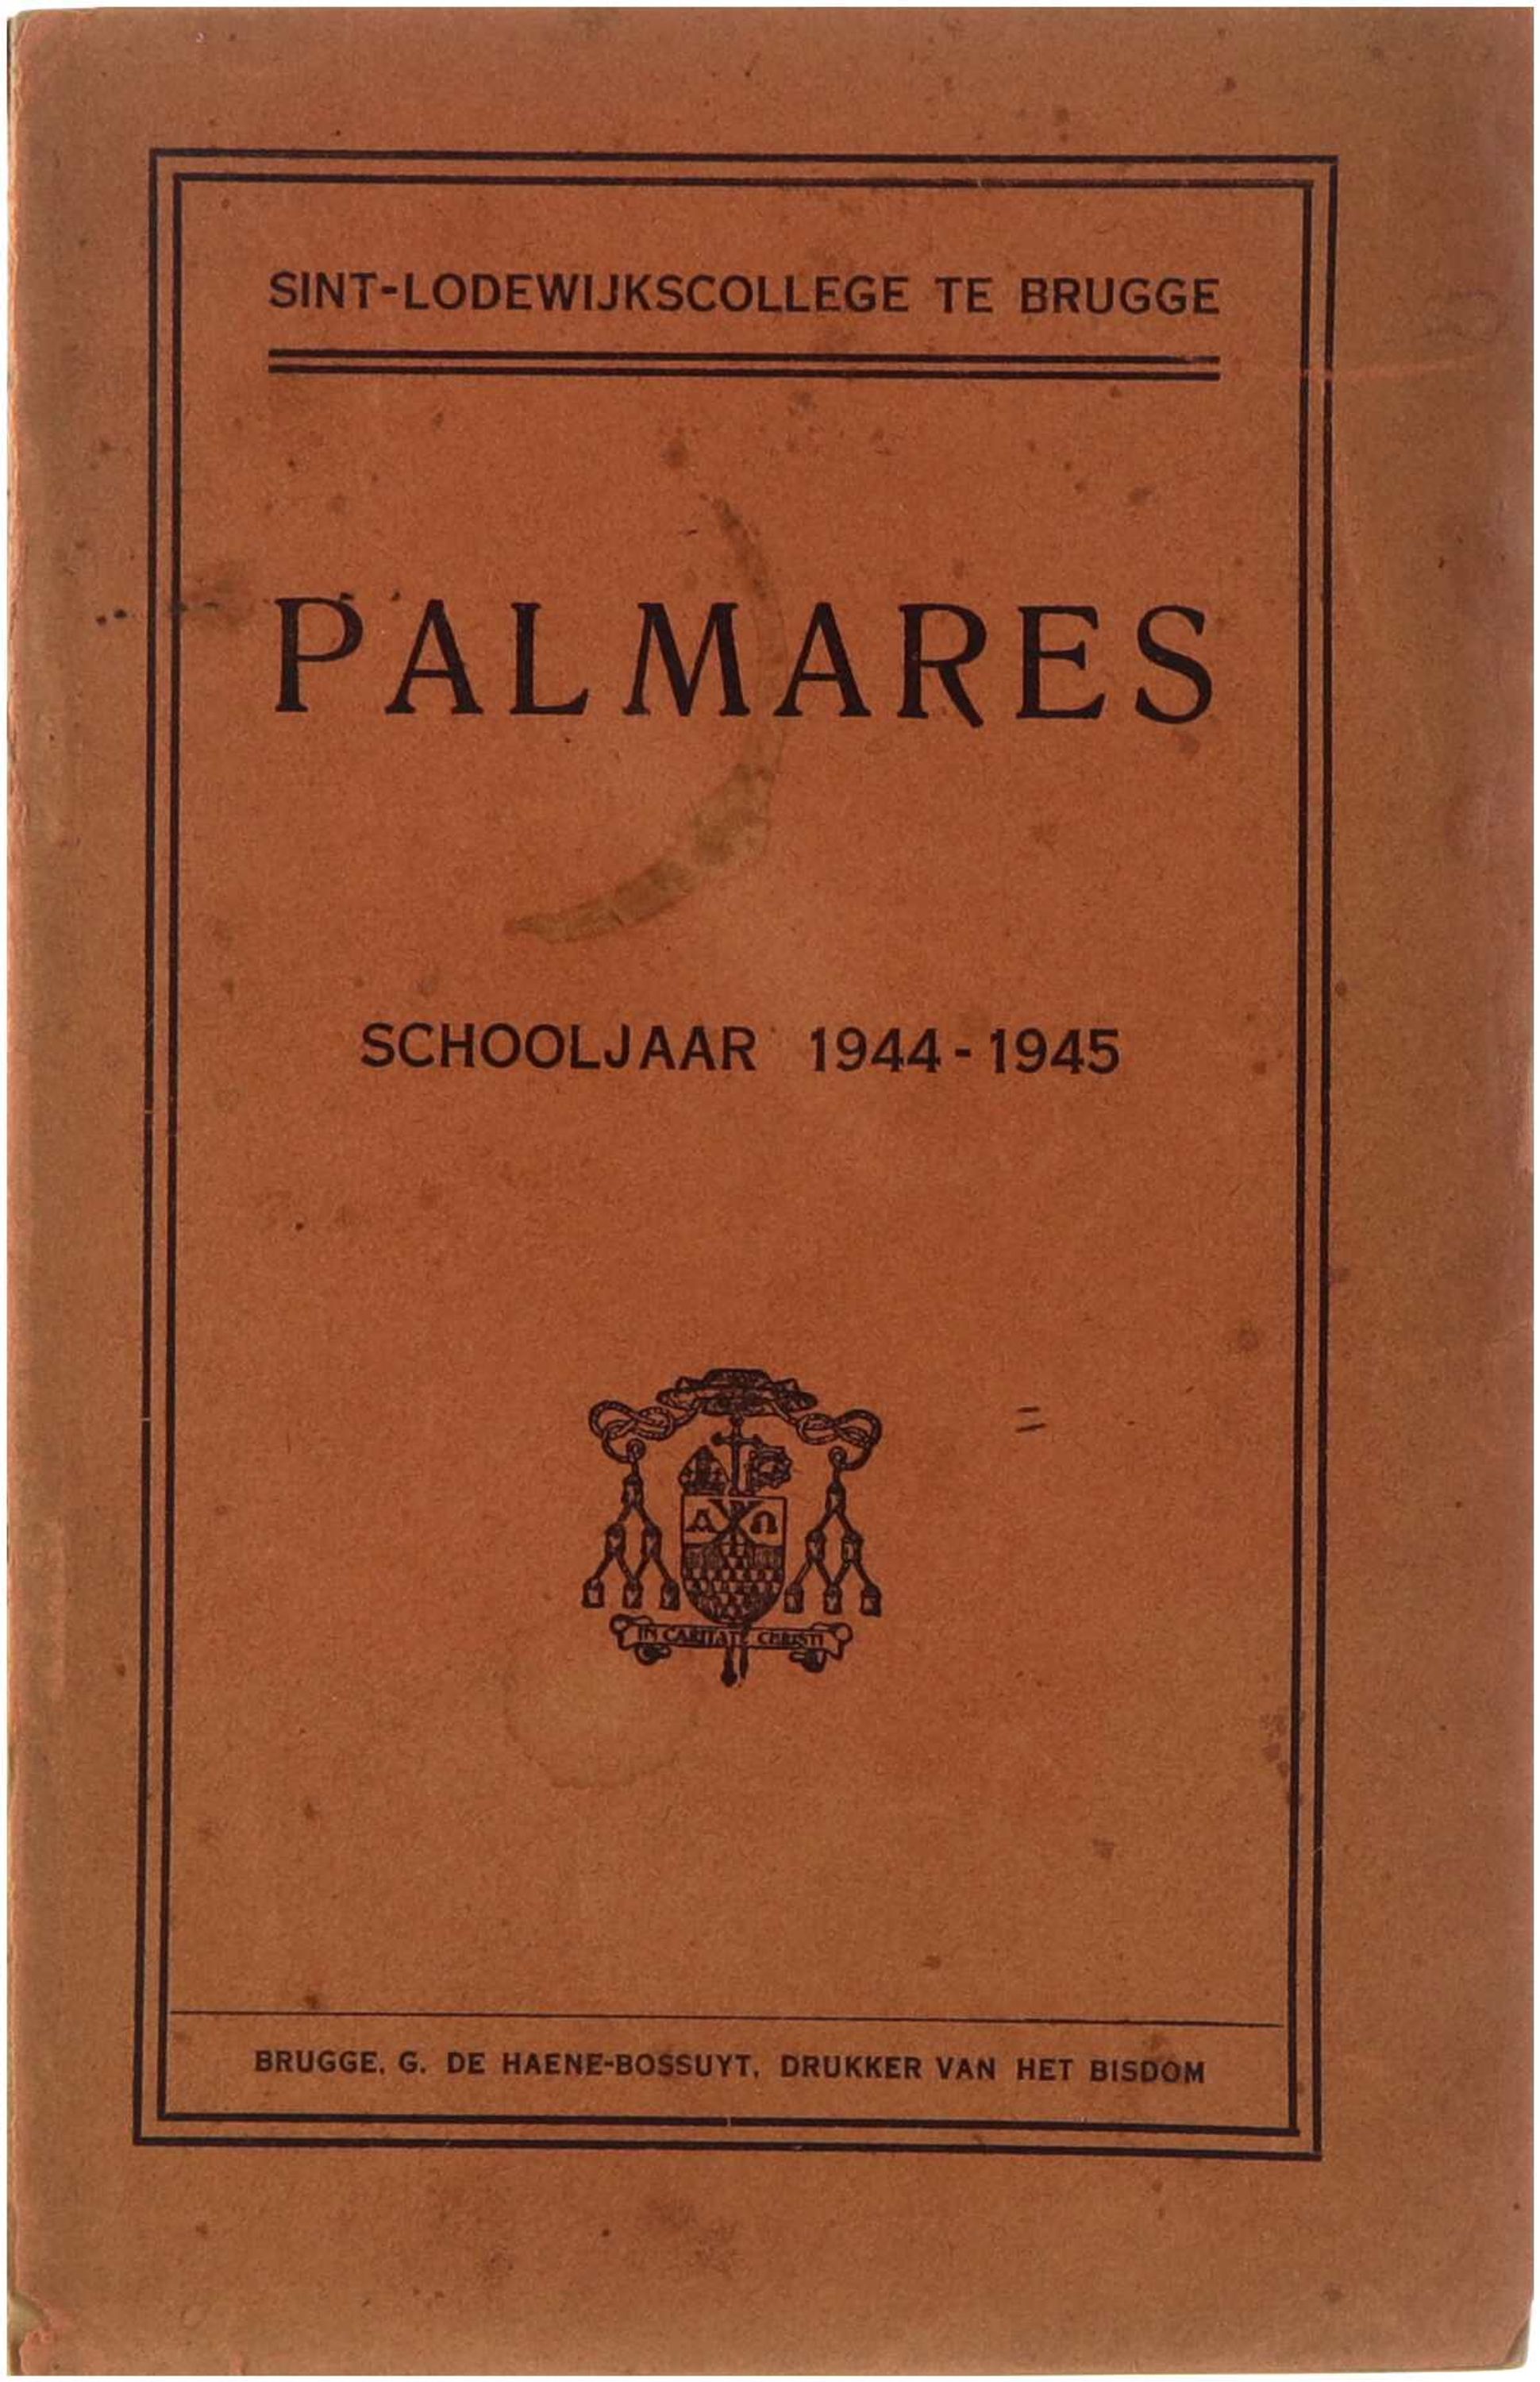 SINT-LODEWIJKSCOLLEGE TE BRUGGE
PALMARES
SCHOOLJAAR 1944-1945
A Ω
IN CARITATE CHRISTI
BRUGGE, G. DE HAENE-BOSSUYT, DRUKKER VAN HET BISDOM